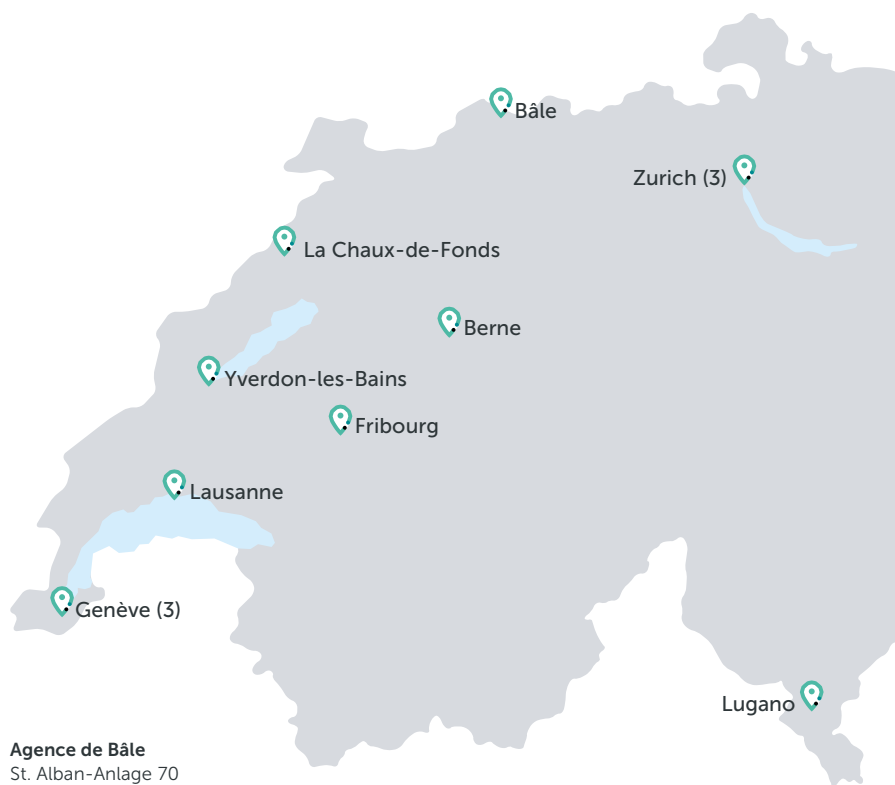 Bâle
Zurich (3)
La Chaux-de-Fonds
Berne
Yverdon-les-Bains
Fribourg
Lausanne
Genève (3)
Lugano
Agence de Bâle
St. Alban-Anlage 70